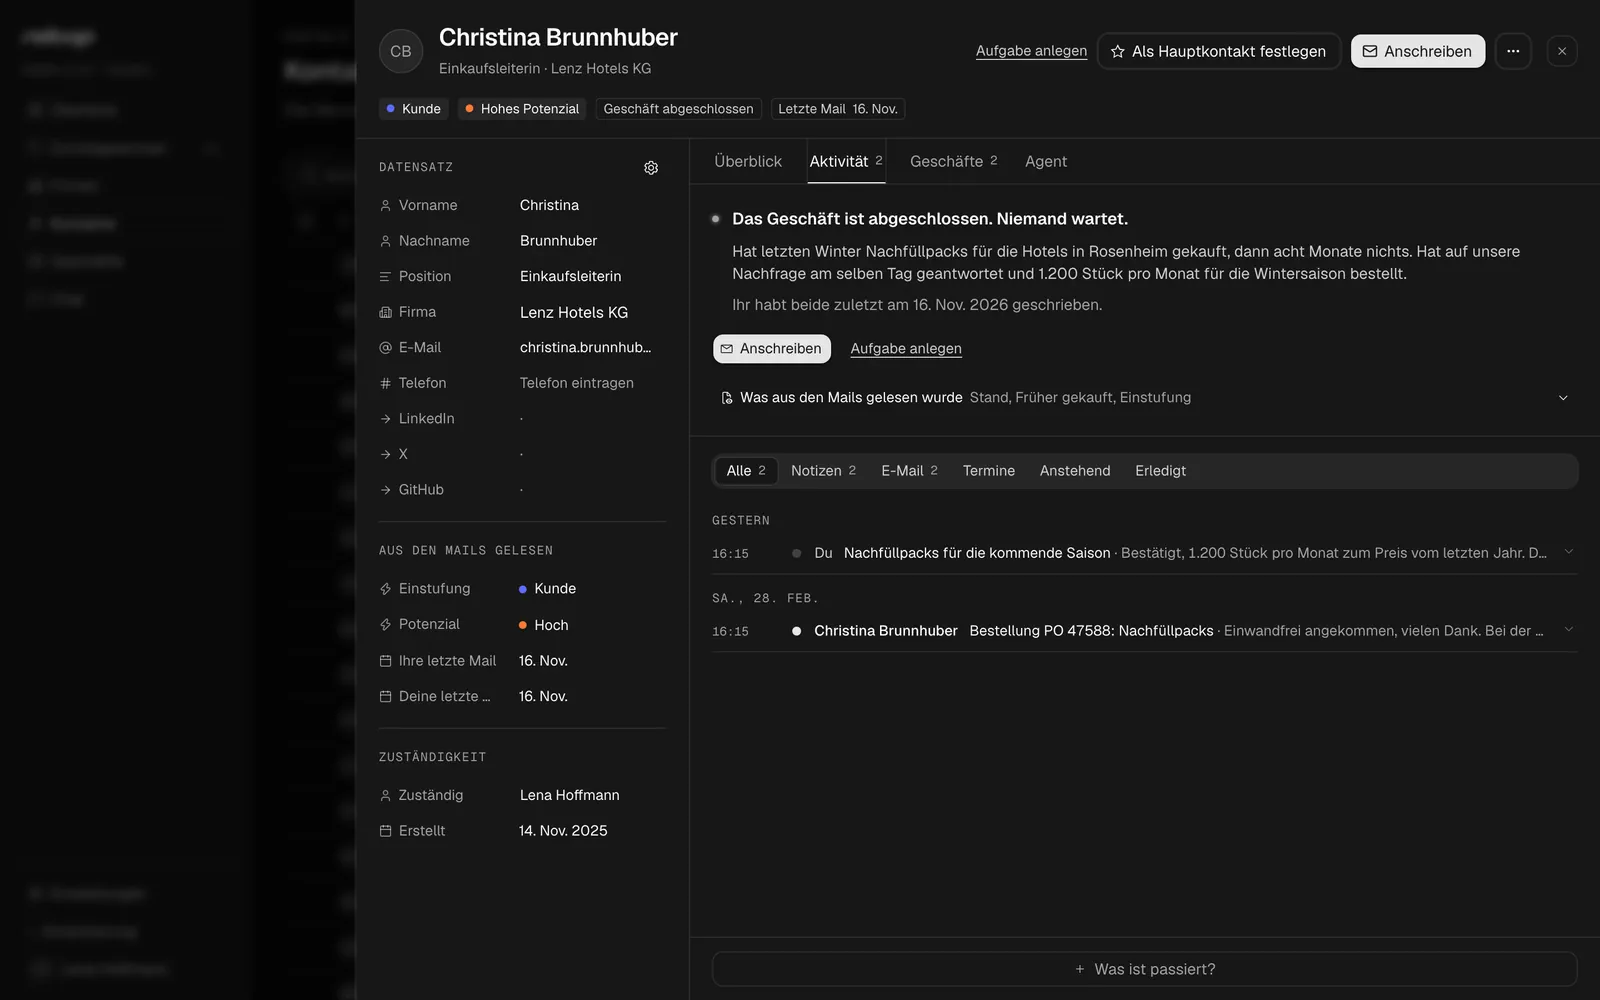 CB
Christina Brunnhuber
Einkaufsleiterin · Lenz Hotels KG
Aufgabe anlegen
Als Hauptkontakt festlegen
Anschreiben
Kunde
Hohes Potenzial
Geschäft abgeschlossen
Letzte Mail 16. Nov.
DATENSATZ
Vorname Christina
Nachname Brunnhuber
Position Einkaufsleiterin
Firma Lenz Hotels KG
E-Mail christina.brunnhub...
Telefon Telefon eintragen
LinkedIn ·
X ·
GitHub ·
AUS DEN MAILS GELESEN
Einstufung Kunde
Potenzial Hoch
Ihre letzte Mail 16. Nov.
Deine letzte ... 16. Nov.
ZUSTÄNDIGKEIT
Zuständig Lena Hoffmann
Erstellt 14. Nov. 2025
Überblick Aktivität 2 Geschäfte 2 Agent
Das Geschäft ist abgeschlossen. Niemand wartet.
Hat letzten Winter Nachfüllpacks für die Hotels in Rosenheim gekauft, dann acht Monate nichts. Hat auf unsere
Nachfrage am selben Tag geantwortet und 1.200 Stück pro Monat für die Wintersaison bestellt.
Ihr habt beide zuletzt am 16. Nov. 2026 geschrieben.
Anschreiben Aufgabe anlegen
Was aus den Mails gelesen wurde Stand, Früher gekauft, Einstufung
Alle 2 Notizen 2 E-Mail 2 Termine Anstehend Erledigt
GESTERN
16:15 Du Nachfüllpacks für die kommende Saison · Bestätigt, 1.200 Stück pro Monat zum Preis vom letzten Jahr. D...
SA., 28. FEB.
16:15 Christina Brunnhuber Bestellung PO 47588: Nachfüllpacks · Einwandfrei angekommen, vielen Dank. Bei der ...
+ Was ist passiert?